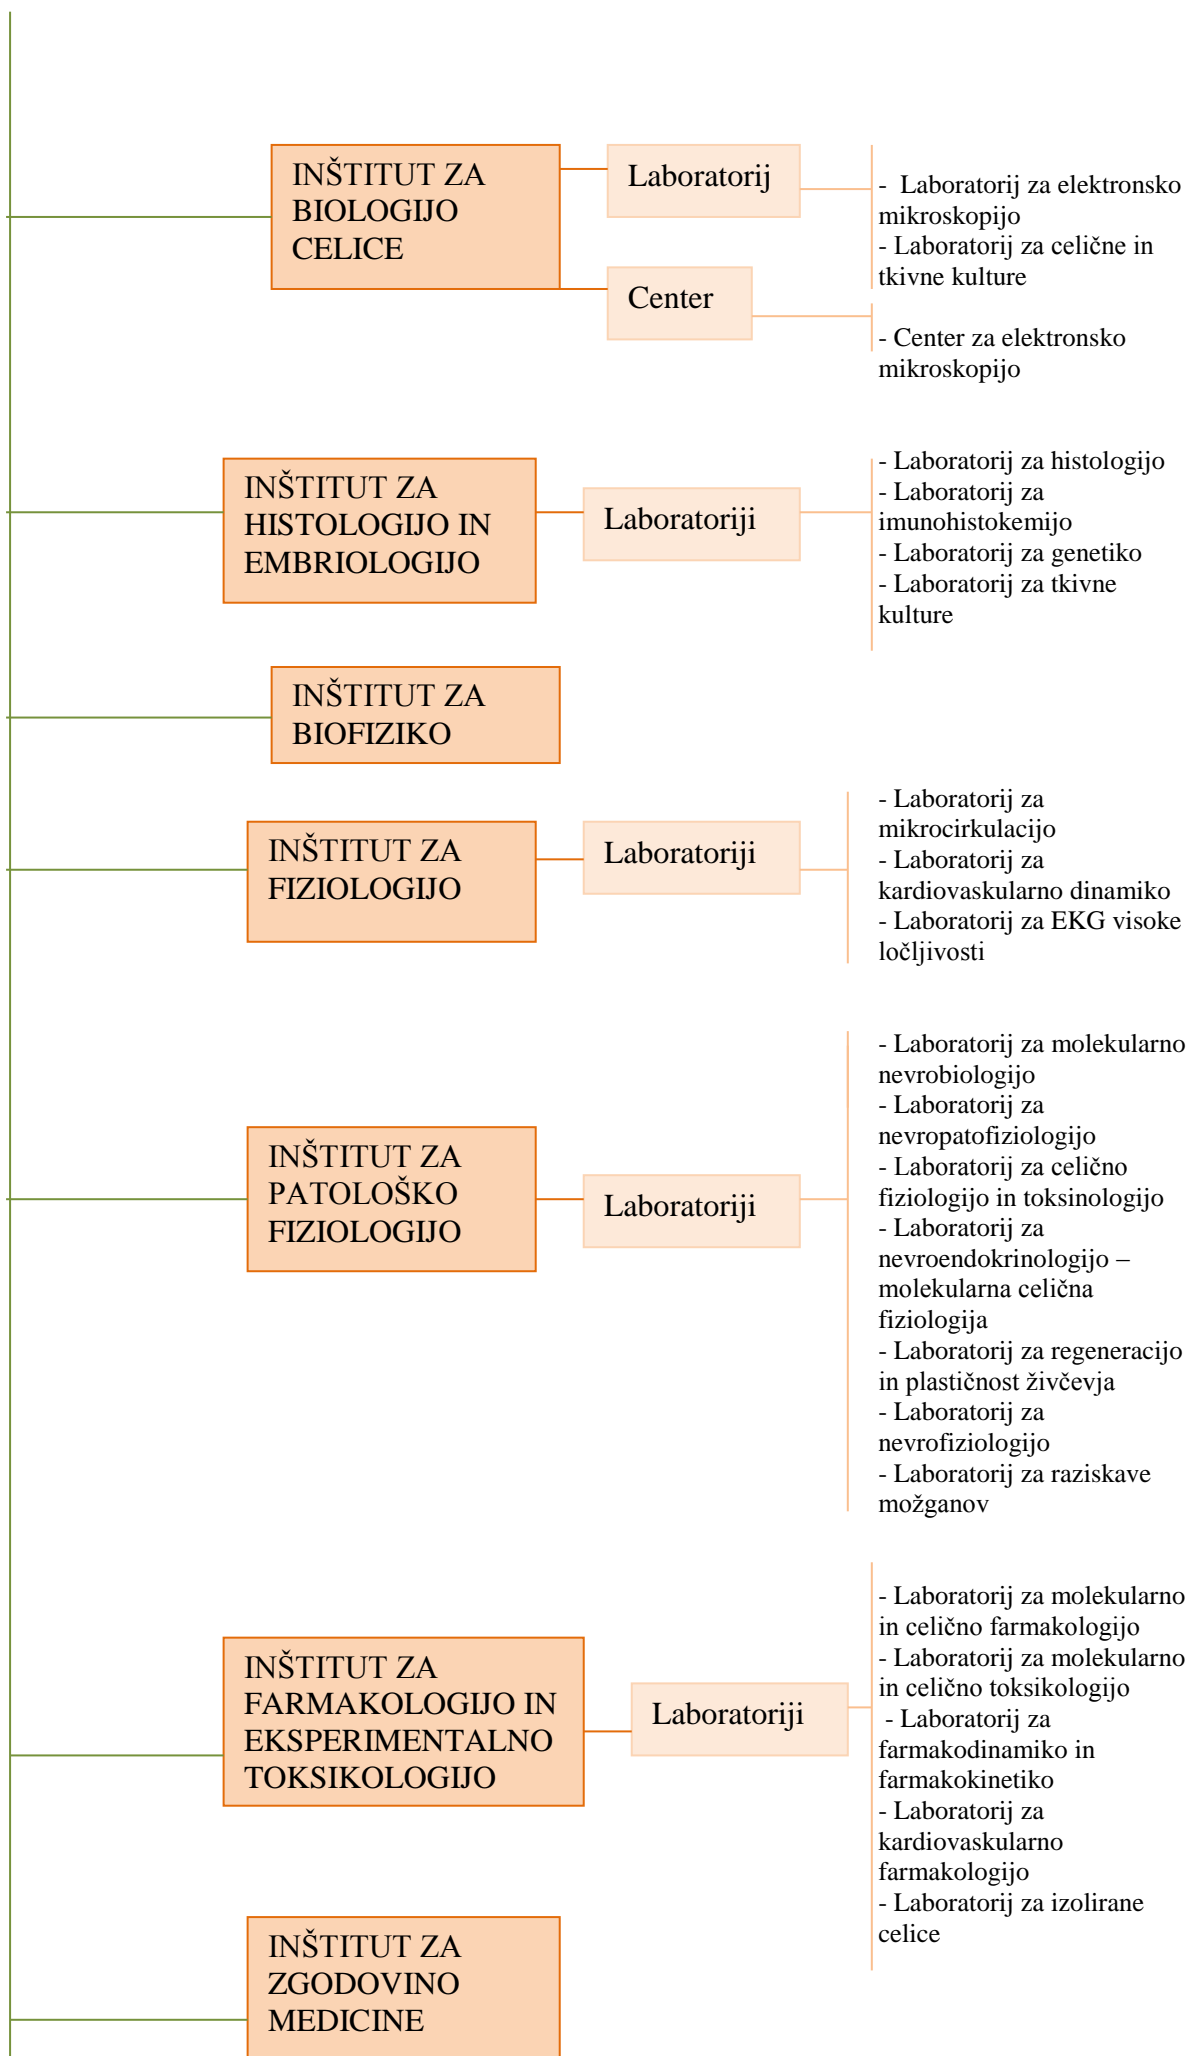 INŠTITUT ZA
BIOLOGIJO
CELICE
Laboratorij
- Laboratorij za elektronsko
mikroskopijo
- Laboratorij za celične in
tkivne kulture
Center
- Center za elektronsko
mikroskopijo
INŠTITUT ZA
HISTOLOGIJO IN
EMBRIOLOGIJO
Laboratoriji
- Laboratorij za histologijo
- Laboratorij za
imunohistokemijo
- Laboratorij za genetiko
- Laboratorij za tkivne
kulture
INŠTITUT ZA
BIOFIZIKO
INŠTITUT ZA
FIZIOLOGIJO
Laboratoriji
- Laboratorij za
mikrocirkulacijo
- Laboratorij za
kardiovaskularno dinamiko
- Laboratorij za EKG visoke
ločljivosti
INŠTITUT ZA
PATOLOŠKO
FIZIOLOGIJO
Laboratoriji
- Laboratorij za molekularno
nevrobiologijo
- Laboratorij za
nevropatofiziologijo
- Laboratorij za celično
fiziologijo in toksinologijo
- Laboratorij za
nevroendokrinologijo –
molekularna celična
fiziologija
- Laboratorij za regeneracijo
in plastičnost živčevja
- Laboratorij za
nevrofiziologijo
- Laboratorij za raziskave
možganov
INŠTITUT ZA
FARMAKOLOGIJO IN
EKSPERIMENTALNO
TOKSIKOLOGIJO
Laboratoriji
- Laboratorij za molekularno
in celično farmakologijo
- Laboratorij za molekularno
in celično toksikologijo
- Laboratorij za
farmakodinamiko in
farmakokinetiko
- Laboratorij za
kardiovaskularno
farmakologijo
- Laboratorij za izolirane
celice
INŠTITUT ZA
ZGODOVINO
MEDICINE